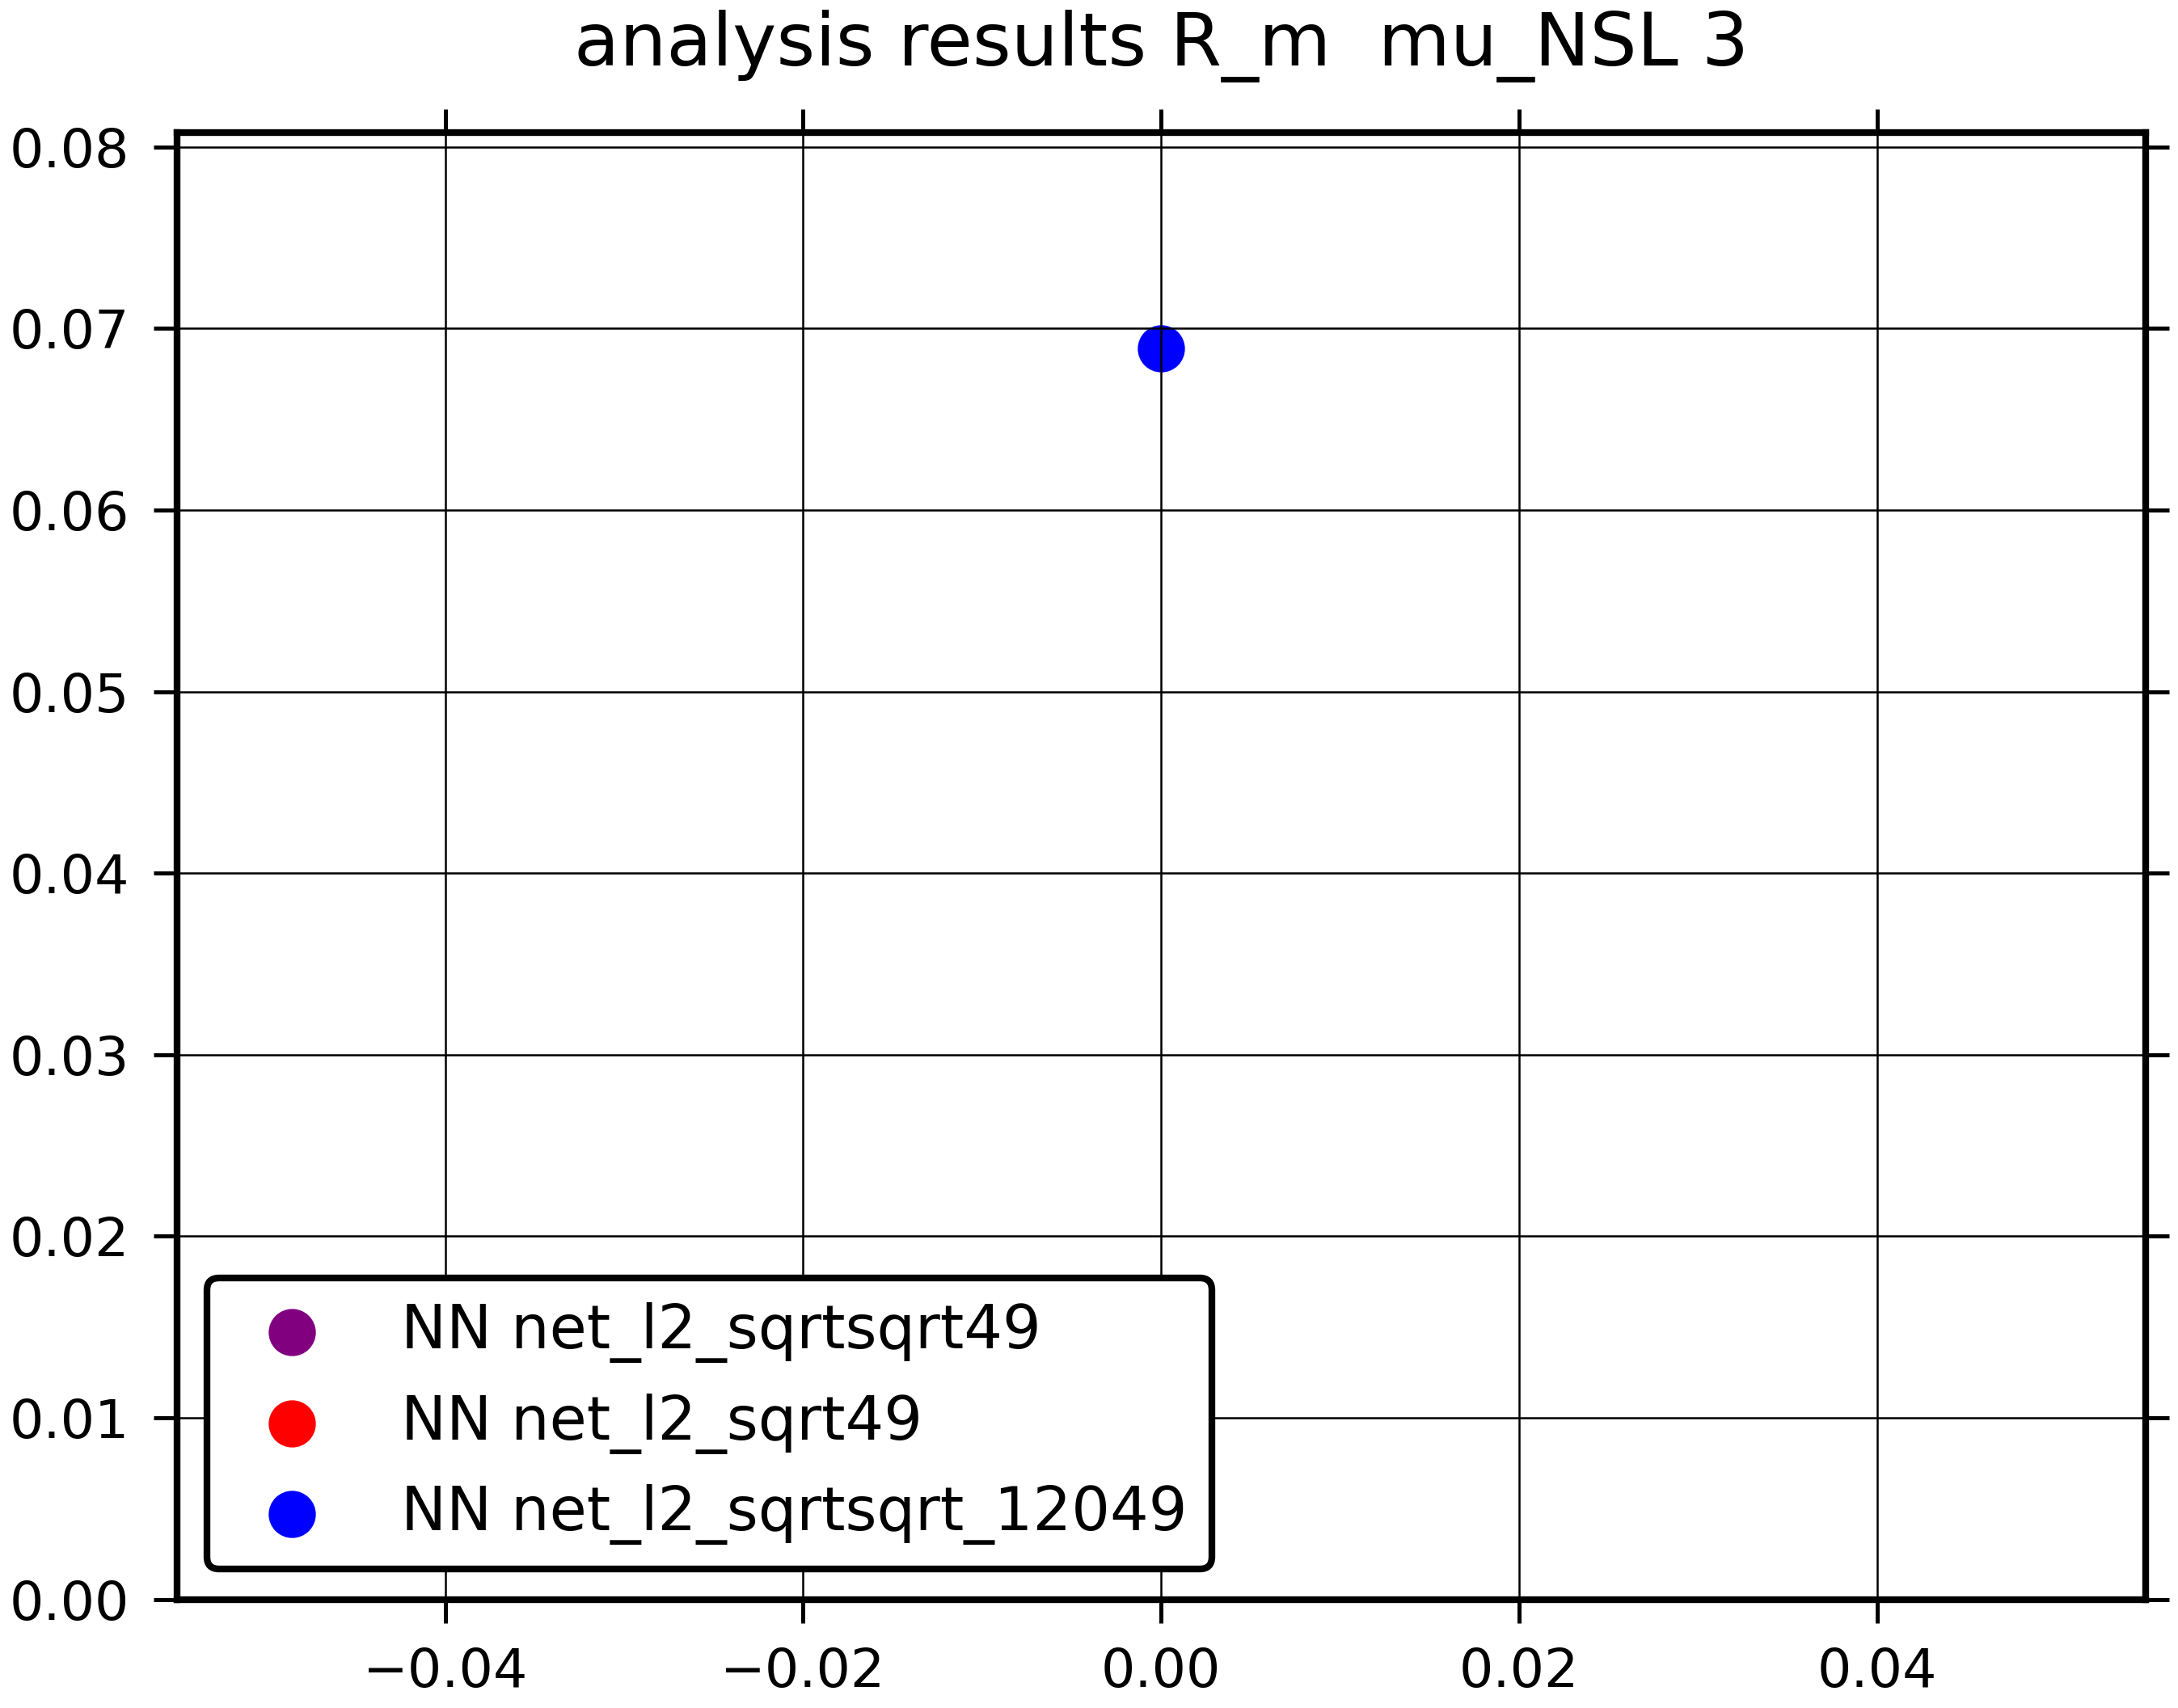 analysis results R_m  mu_NSL 3
0.08
0.07
0.06
0.05
0.04
0.03
0.02
0.01
0.00
NN net_l2_sqrtsqrt49
NN net_l2_sqrt49
NN net_l2_sqrtsqrt_12049
−0.04 −0.02 0.00 0.02 0.04